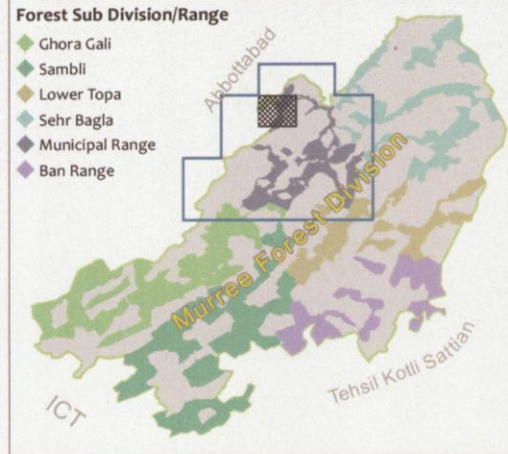 Forest Sub Division/Range
Ghora Gali
Sambli
Lower Topa
Sehr Bagla
Municipal Range
Ban Range
Abbottabad
Murree Forest Division
Tehsil Kotli Sattian
ICT